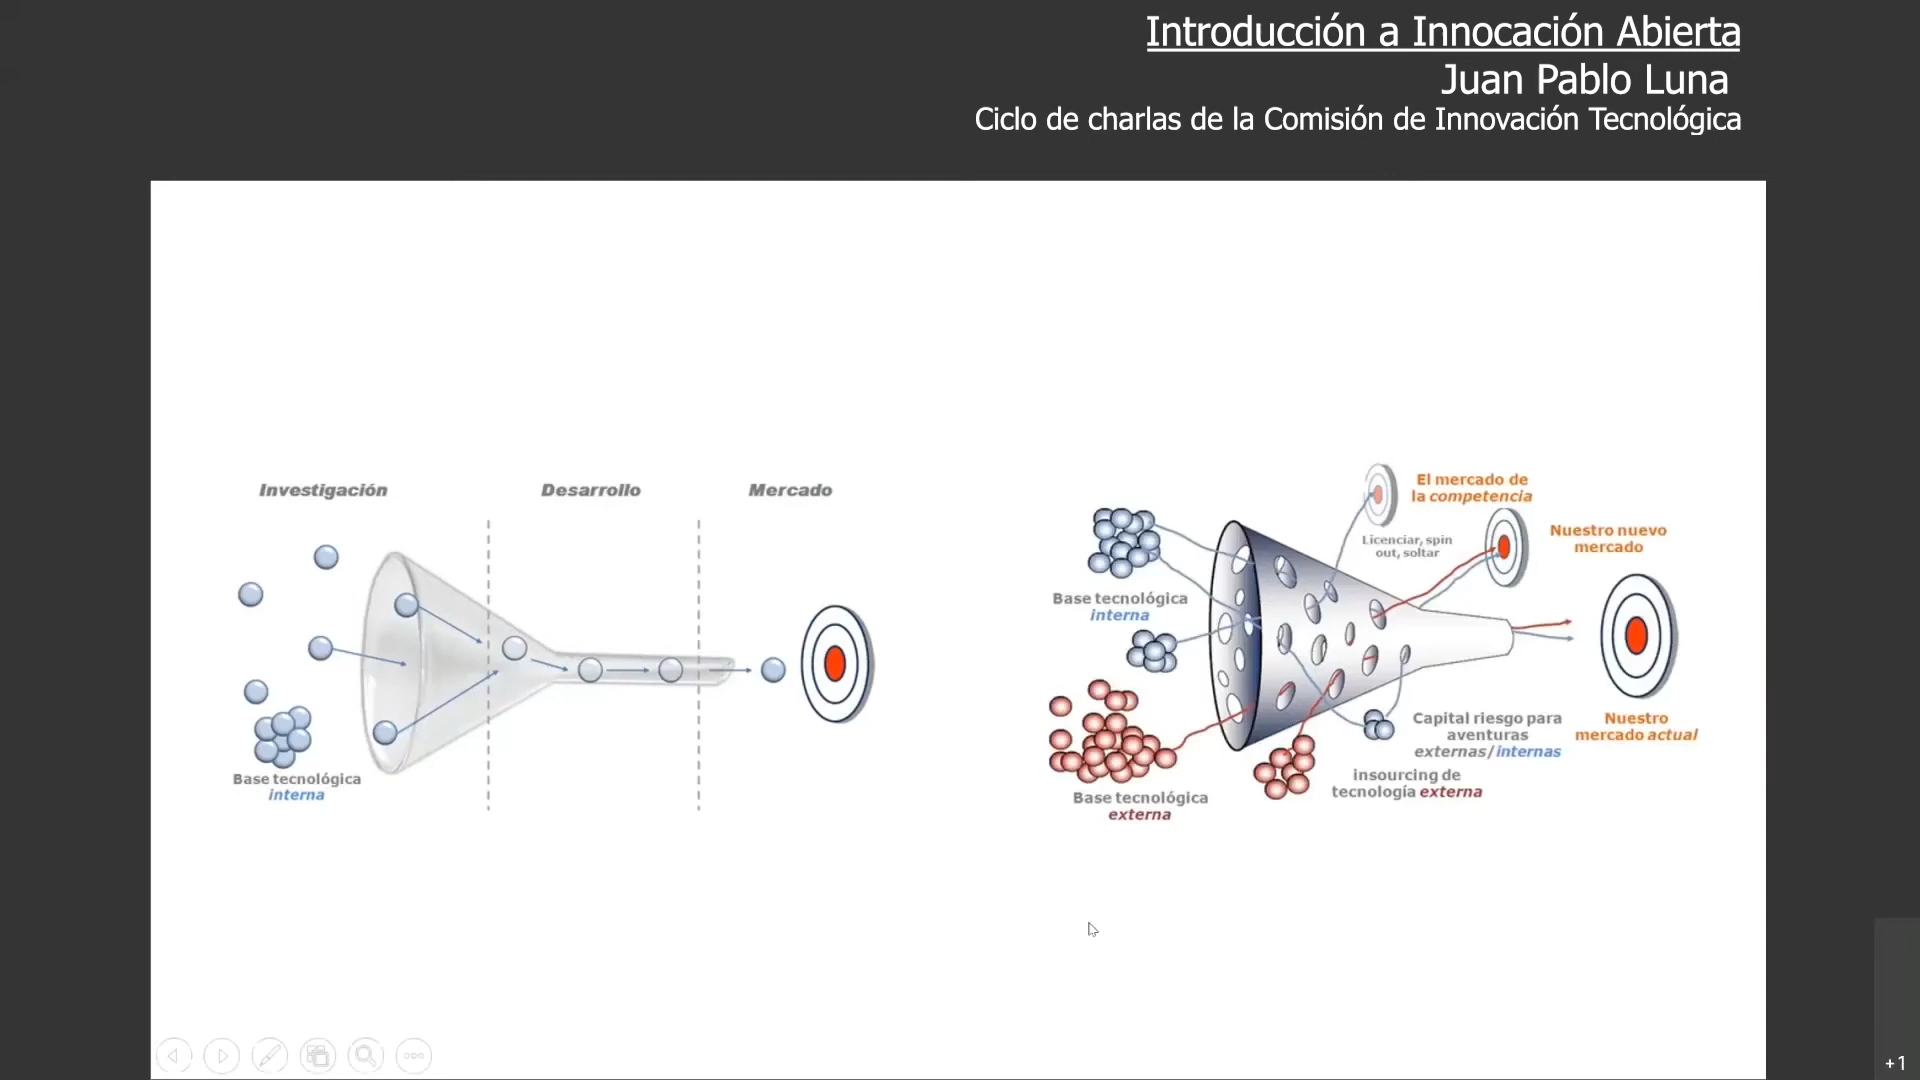 Introducción a Innocación Abierta
Juan Pablo Luna
Ciclo de charlas de la Comisión de Innovación Tecnológica
Investigación
Desarrollo
Mercado
Base tecnológica
interna
El mercado de
la competencia
Licenciar, spin
out, soltar
Nuestro nuevo
mercado
Base tecnológica
interna
Nuestro
mercado actual
Capital riesgo para
aventuras
externas/internas
insourcing de
tecnología externa
Base tecnológica
externa
+1